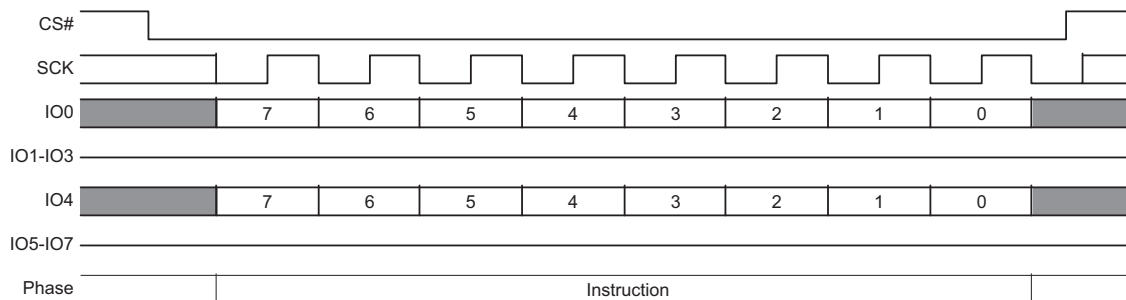 CS#
SCK
IO0 7 6 5 4 3 2 1 0
IO1-IO3
IO4 7 6 5 4 3 2 1 0
IO5-IO7
Phase Instruction